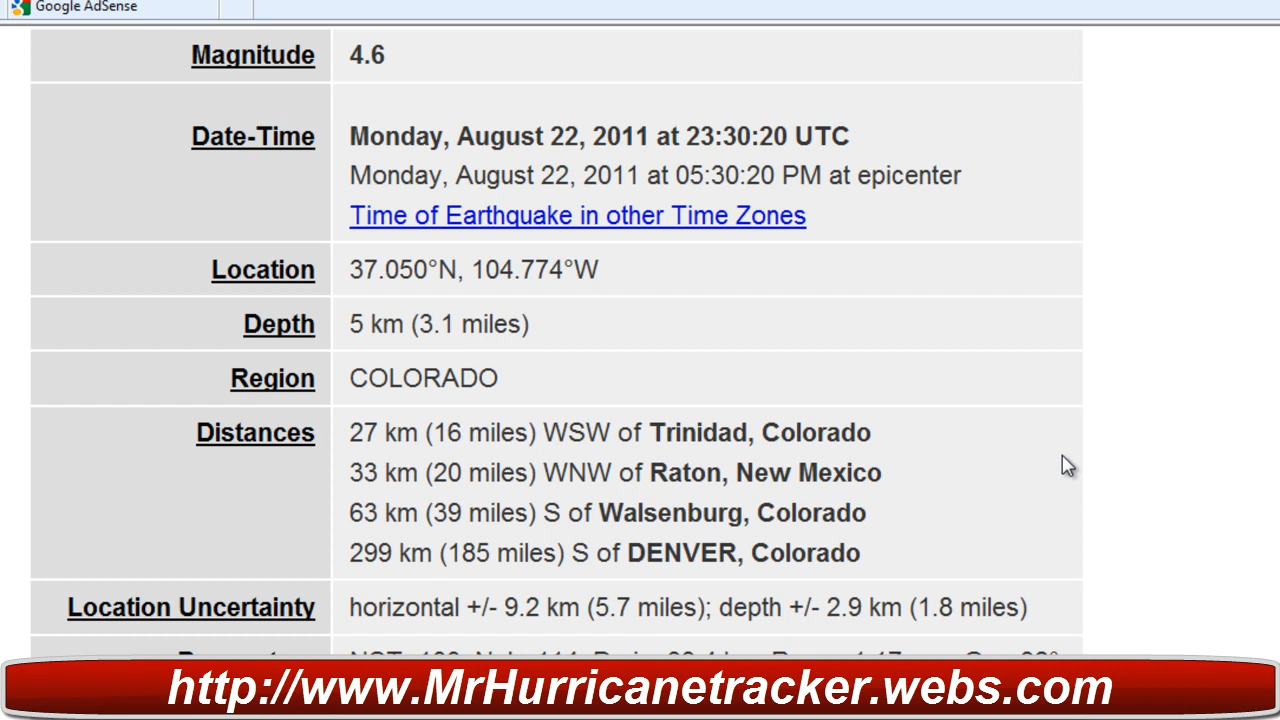 Google AdSense
Magnitude 4.6
Date-Time Monday, August 22, 2011 at 23:30:20 UTC
Monday, August 22, 2011 at 05:30:20 PM at epicenter
Time of Earthquake in other Time Zones
Location 37.050°N, 104.774°W
Depth 5 km (3.1 miles)
Region COLORADO
Distances 27 km (16 miles) WSW of Trinidad, Colorado
33 km (20 miles) WNW of Raton, New Mexico
63 km (39 miles) S of Walsenburg, Colorado
299 km (185 miles) S of DENVER, Colorado
Location Uncertainty horizontal +/- 9.2 km (5.7 miles); depth +/- 2.9 km (1.8 miles)
http://www.MrHurricanetracker.webs.com